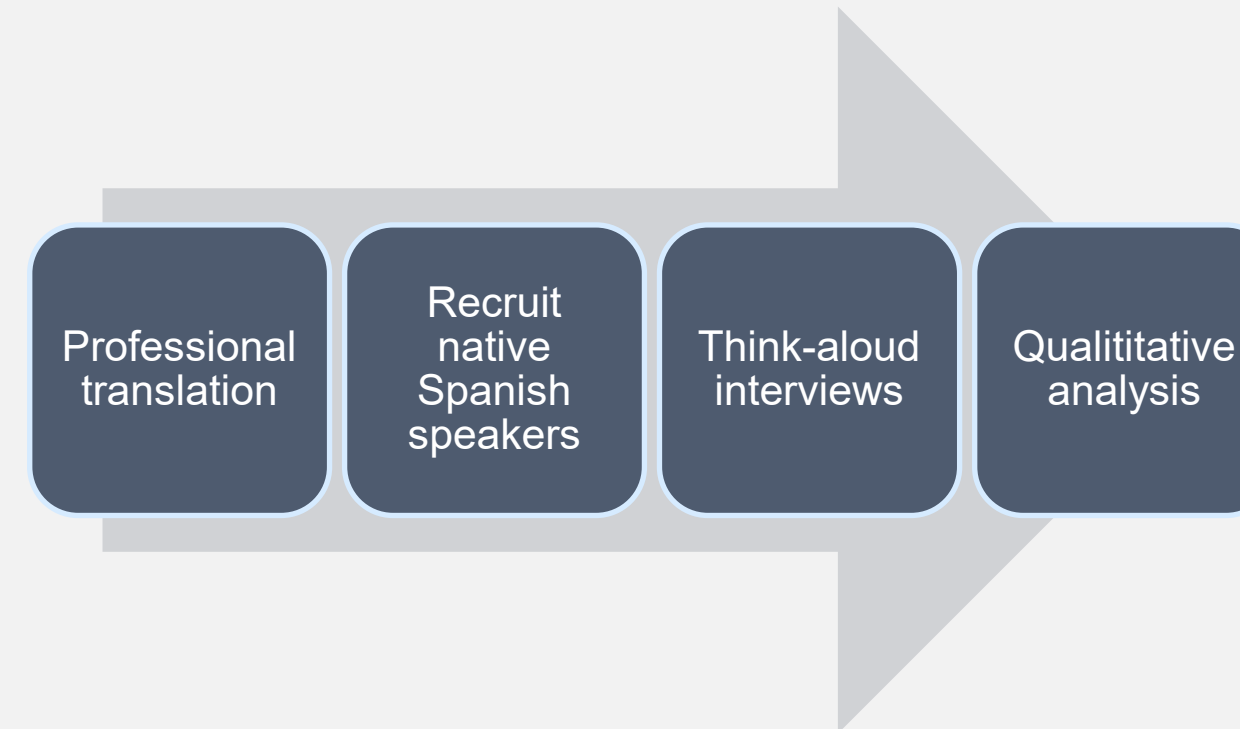 Professional
translation
Recruit
native
Spanish
speakers
Think-aloud
interviews
Qualititative
analysis